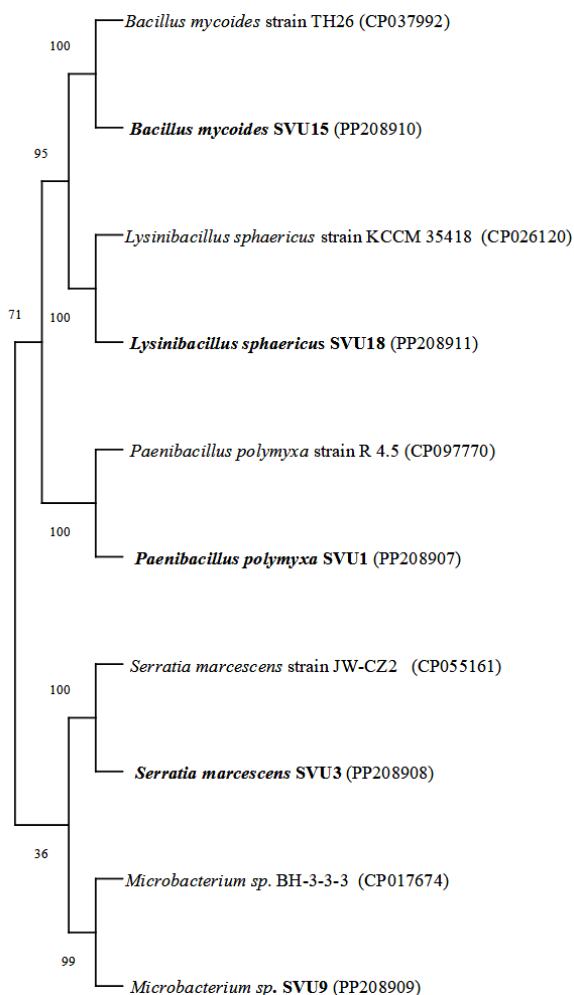 Bacillus mycoides strain TH26 (CP037992)
100
Bacillus mycoides SVU15 (PP208910)
95
Lysinibacillus sphaericus strain KCCM 35418 (CP026120)
71
100
Lysinibacillus sphaericus SVU18 (PP208911)
Paenibacillus polymyxa strain R 4.5 (CP097770)
100
Paenibacillus polymyxa SVU1 (PP208907)
Serratia marcescens strain JW-CZ2 (CP055161)
100
Serratia marcescens SVU3 (PP208908)
36
Microbacterium sp. BH-3-3-3 (CP017674)
99
Microbacterium sp. SVU9 (PP208909)